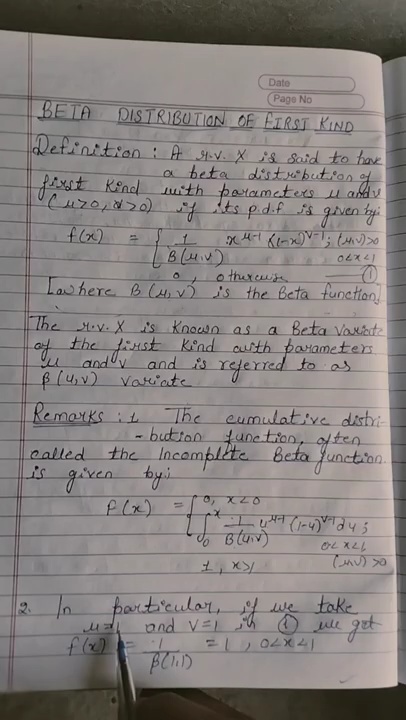 Date
Page No
BETA DISTRIBUTION OF FIRST KIND
Definition : A r.v. X is said to have
a beta distribution of
first kind with parameters μ and v
(μ>0, v>0) if its p.d.f is given by:
f(x) = { 1/B(μ,v) x^(μ-1) (1-x)^(v-1) ; (μ,v)>0
0<x<1
0, otherwise — ①
[where B(μ,v) is the Beta function]
The r.v. X is known as a Beta Variate
of the first kind with parameters
μ and v and is referred to as
β(μ,v) variate
Remarks : 1 The cumulative distri-
-bution function, often
called the Incomplete Beta function
is given by:
F(x) = { 0, x<0
∫₀ˣ 1/B(μ,v) u^(μ-1) (1-u)^(v-1) du ;
0<x<1
1, x>1 (μ,v)>0
2. In particular, if we take
μ=1 and v=1 in ① we get
f(x) = 1/β(1,1) = 1, 0<x<1